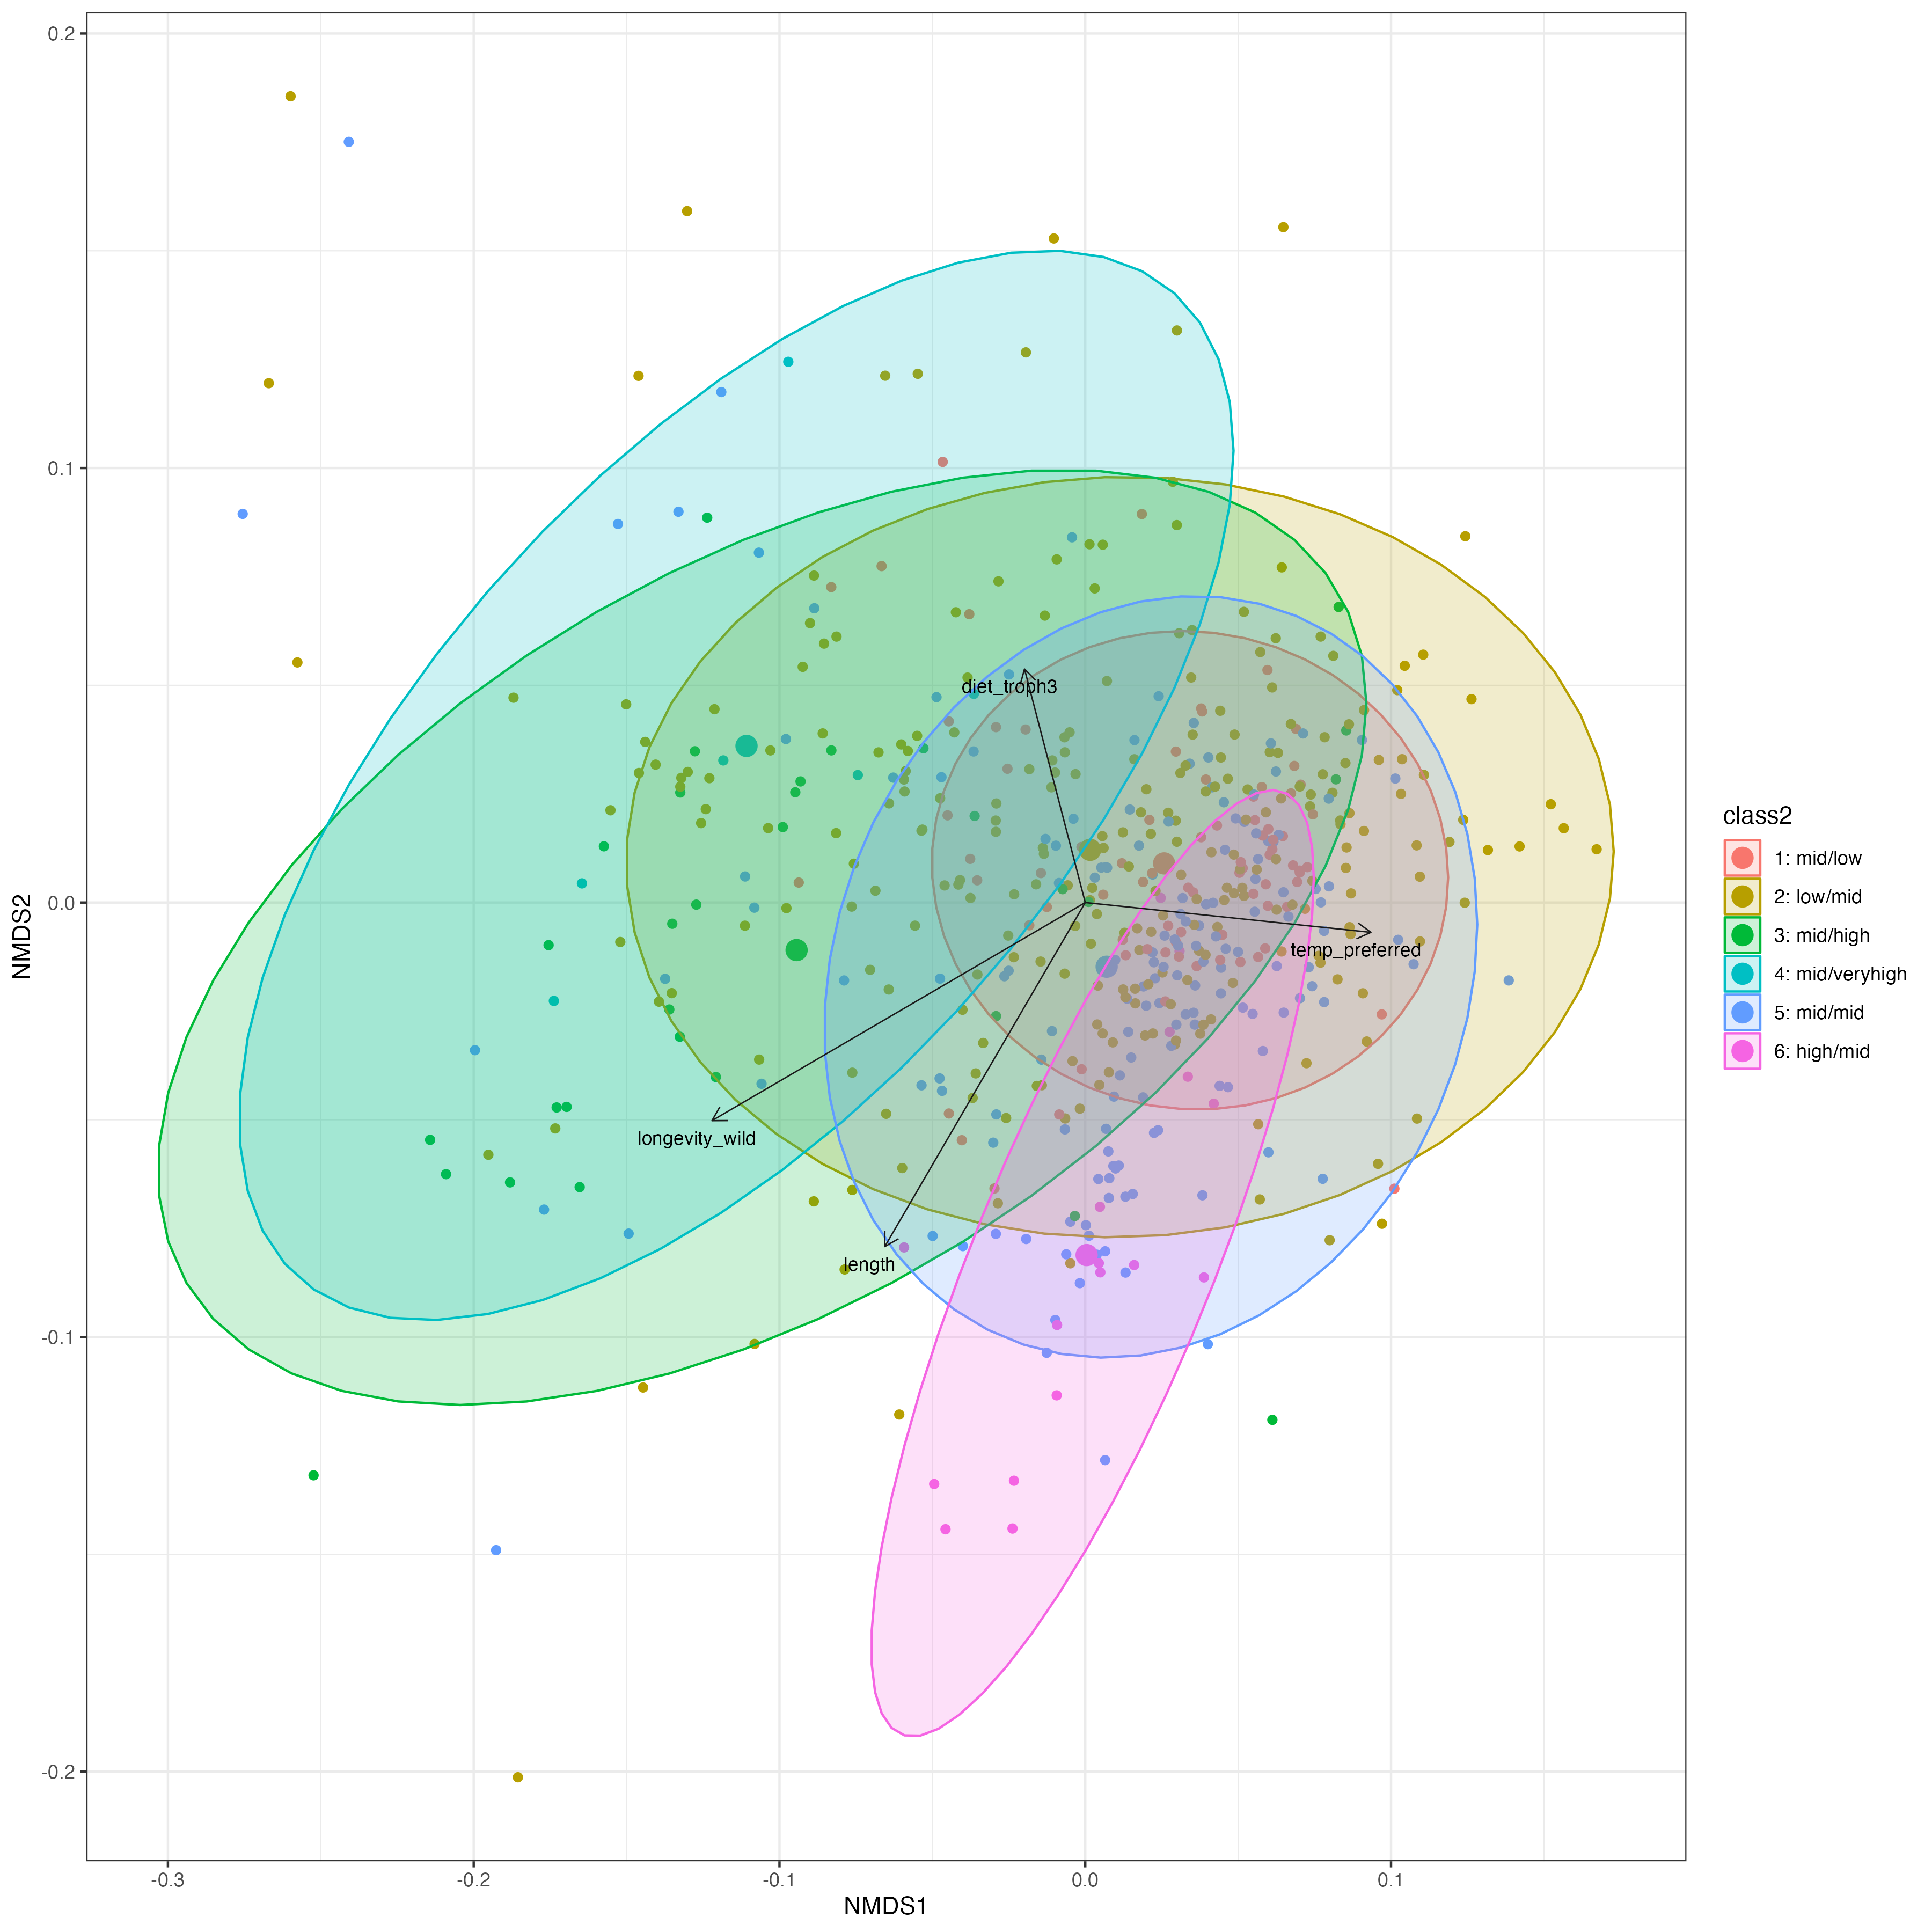 0.2
0.1
0.0
-0.1
-0.2
NMDS2
diet_troph3
temp_preferred
longevity_wild
length
-0.3
-0.2
-0.1
0.0
0.1
NMDS1
class2
1: mid/low
2: low/mid
3: mid/high
4: mid/veryhigh
5: mid/mid
6: high/mid